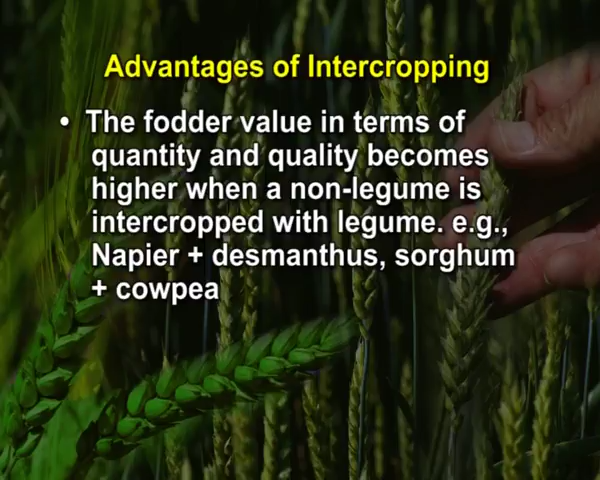 Advantages of Intercropping
• The fodder value in terms of
quantity and quality becomes
higher when a non-legume is
intercropped with legume. e.g.,
Napier + desmanthus, sorghum
+ cowpea